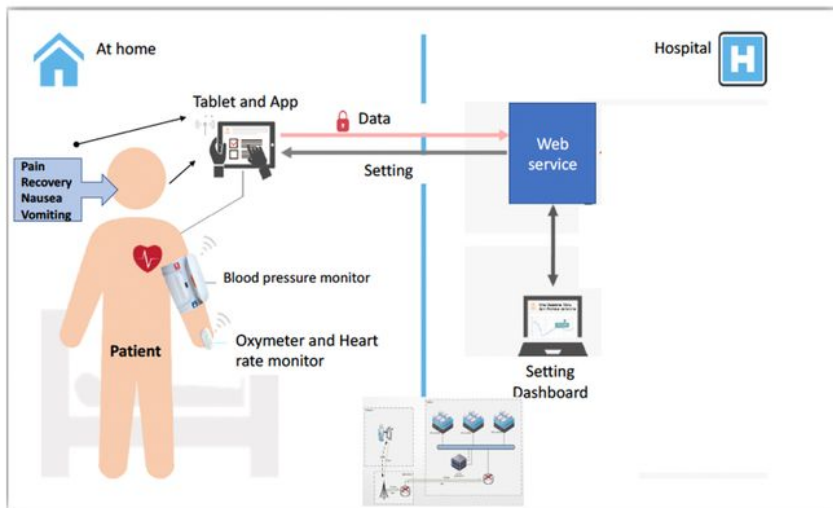 At home
Hospital
H
Tablet and App
Data
Web
service
Setting
Pain
Recovery
Nausea
Vomiting
Blood pressure monitor
Oxymeter and Heart
rate monitor
Patient
Setting
Dashboard